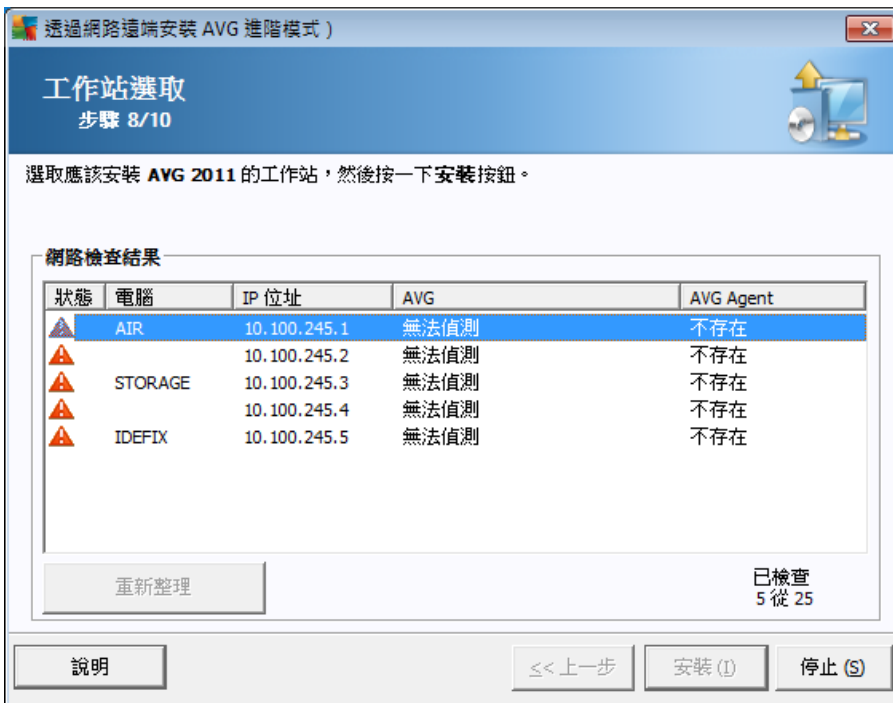 透過網路遠端安裝 AVG 進階模式 )
工作站選取
步驟 8/10
選取應該安裝 AVG 2011 的工作站，然後按一下安裝按鈕。
網路檢查結果
狀態 電腦 IP 位址 AVG AVG Agent
AIR 10.100.245.1 無法偵測 不存在
10.100.245.2 無法偵測 不存在
STORAGE 10.100.245.3 無法偵測 不存在
10.100.245.4 無法偵測 不存在
IDEFIX 10.100.245.5 無法偵測 不存在
重新整理
已檢查
5 從 25
說明
<< 上一步
安裝 (I)
停止 (S)